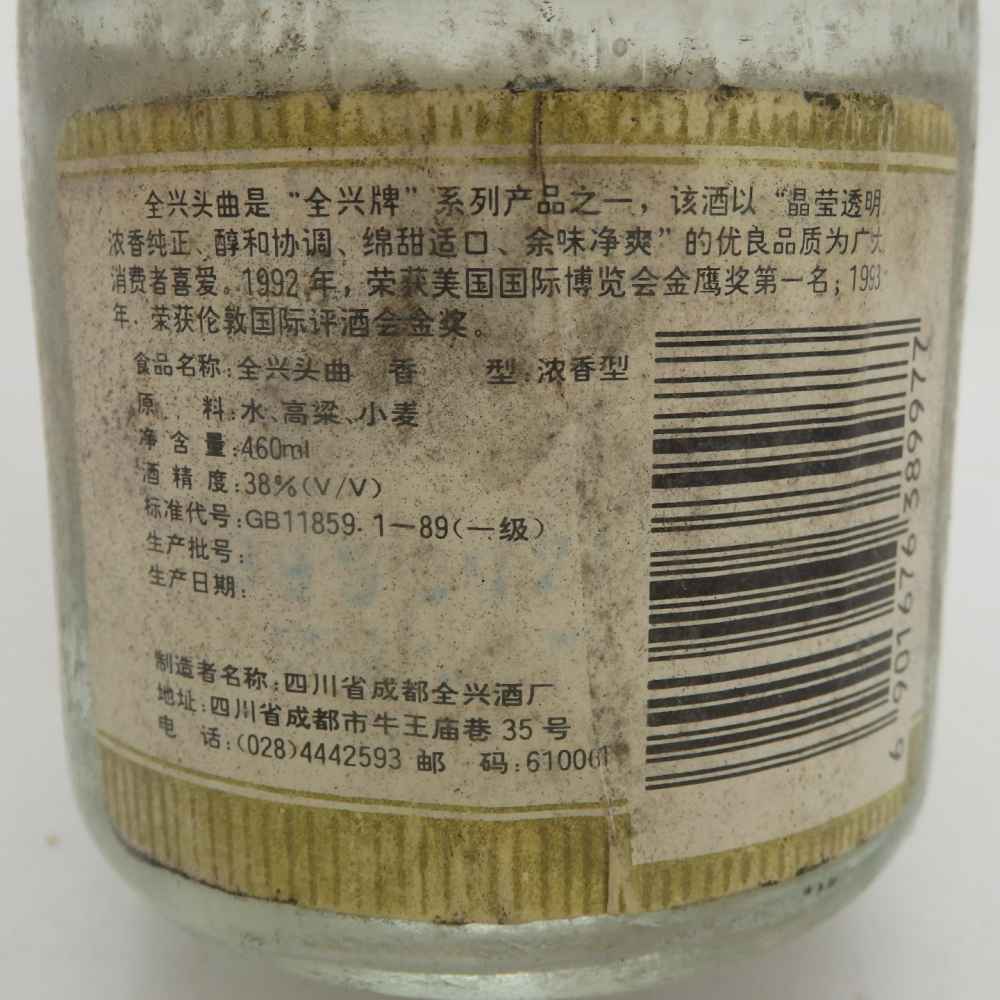 全兴头曲是“全兴牌”系列产品之一，该酒以“晶莹透明
浓香纯正、醇和协调、绵甜适口、余味净爽”的优良品质为广大
消费者喜爱。1992年，荣获美国国际博览会金鹰奖第一名；1993
年．荣获伦敦国际评酒会金奖。
食品名称：全兴头曲 香 型：浓香型
原 料：水、高梁、小麦
净含量：460ml
酒精度：38%(V/V)
标准代号：GB11859.1－89(一级)
生产批号：
生产日期：
制造者名称：四川省成都全兴酒厂
地址：四川省成都市牛王庙巷35号
电 话：(028)4442593 邮 码：610061